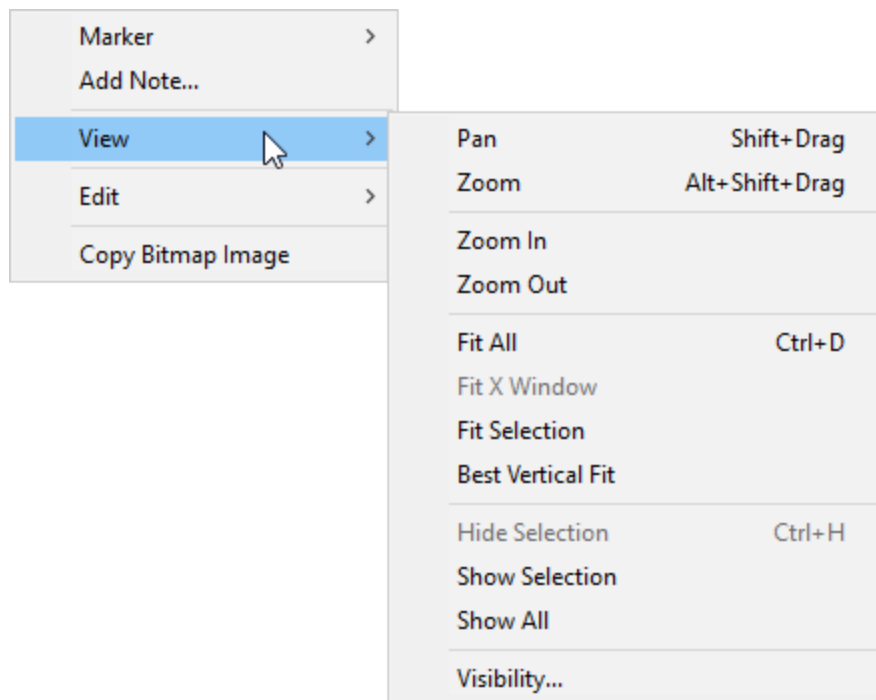 Marker
Add Note...
View
Edit
Copy Bitmap Image
Pan Shift+Drag
Zoom Alt+Shift+Drag
Zoom In
Zoom Out
Fit All Ctrl+D
Fit X Window
Fit Selection
Best Vertical Fit
Hide Selection Ctrl+H
Show Selection
Show All
Visibility...